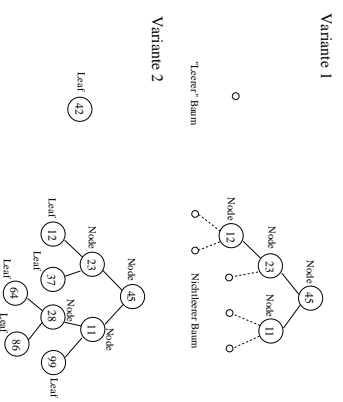 Variante 1
"Leerer" Baum
Node
45
Node
23
Node
11
Node
12
Nichtleerer Baum
Variante 2
Leaf
42
Node
45
Node
23
Node
11
Leaf
12
Leaf
37
Node
28
99
Leaf
Leaf
64
86
Leaf